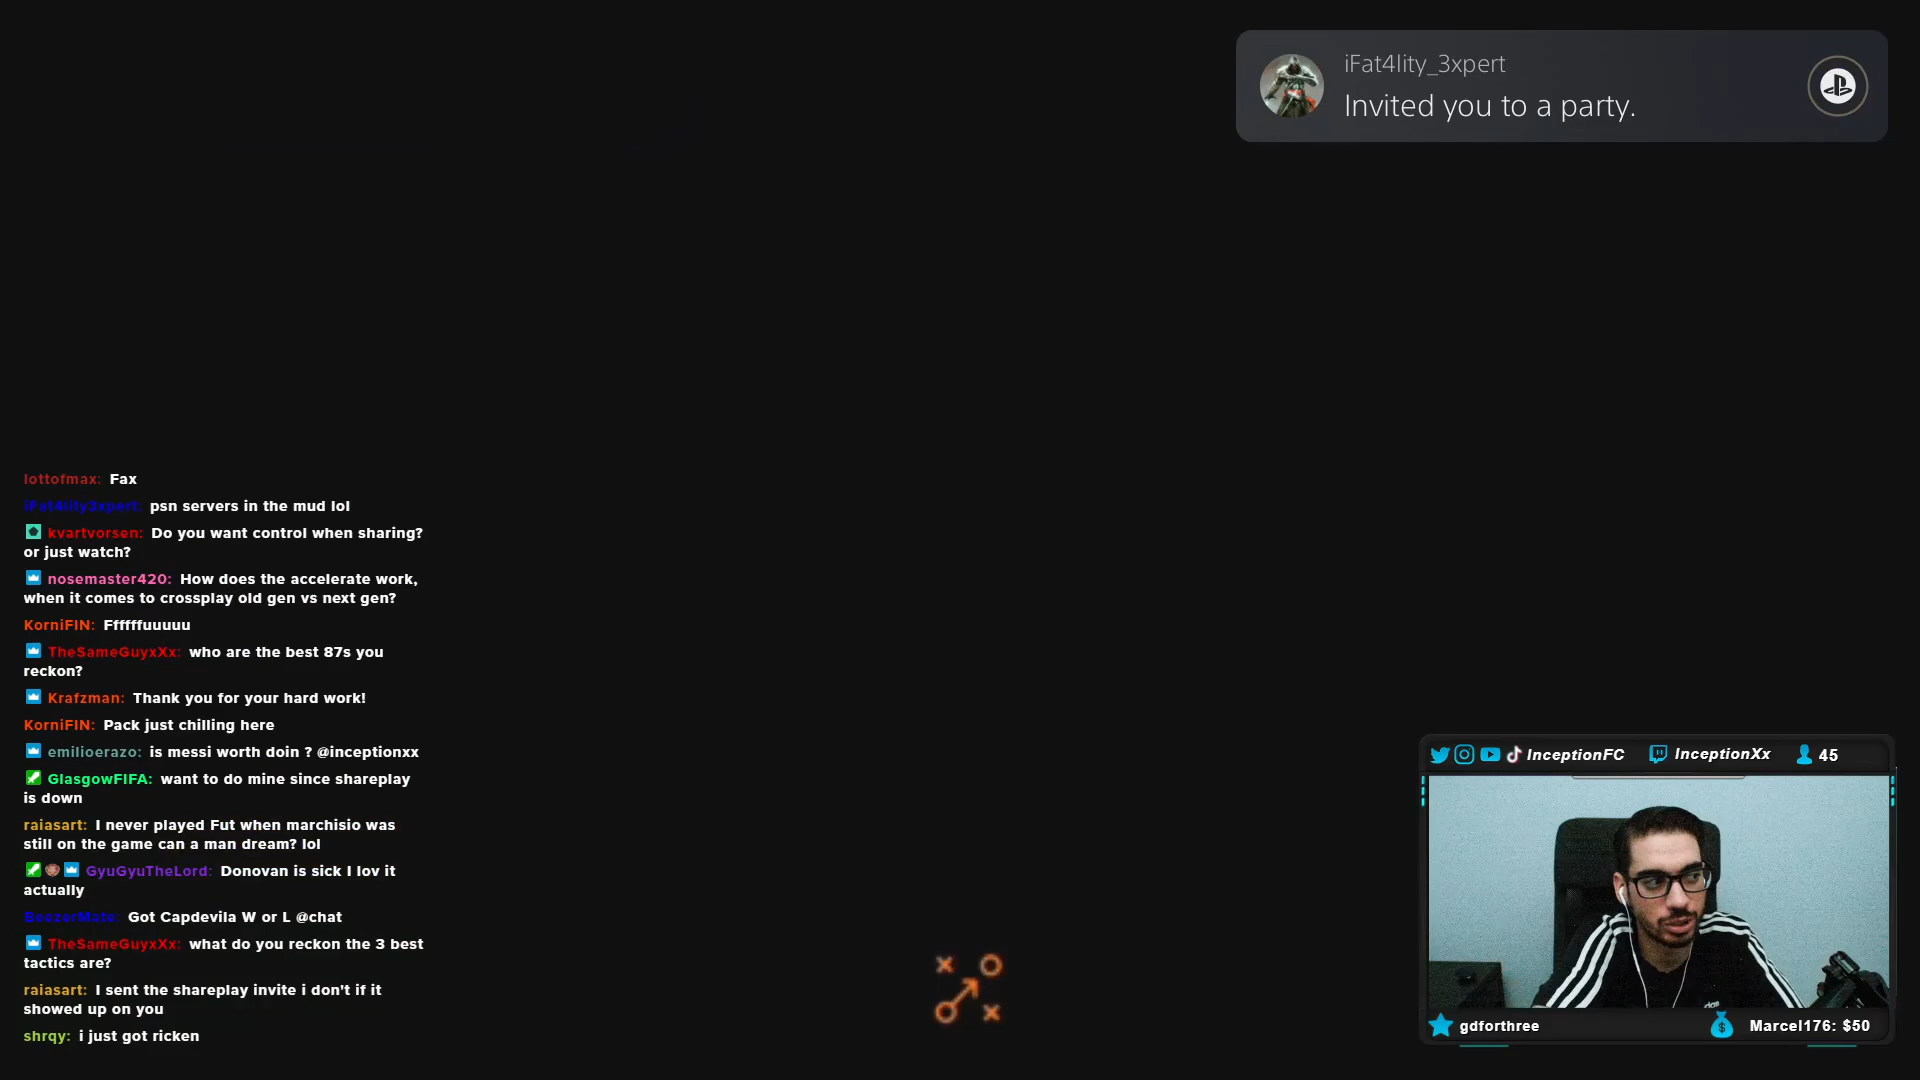 iFat4lity_3xpert
Invited you to a party.
lottofmax: Fax
iFat4lity3xpert: psn servers in the mud lol
kvartvorsen: Do you want control when sharing?
or just watch?
nosemaster420: How does the accelerate work,
when it comes to crossplay old gen vs next gen?
KorniFIN: Ffffffuuuuu
TheSameGuyxXx: who are the best 87s you
reckon?
Krafzman: Thank you for your hard work!
KorniFIN: Pack just chilling here
emilioerazo: is messi worth doin ? @inceptionxx
GlasgowFIFA: want to do mine since shareplay
is down
raiasart: I never played Fut when marchisio was
still on the game can a man dream? lol
GyuGyuTheLord: Donovan is sick I lov it
actually
BoozerMate: Got Capdevila W or L @chat
TheSameGuyxXx: what do you reckon the 3 best
tactics are?
raiasart: I sent the shareplay invite i don't if it
showed up on you
shrqy: i just got ricken
InceptionFC InceptionXx 45
gdforthree Marcel176: $50